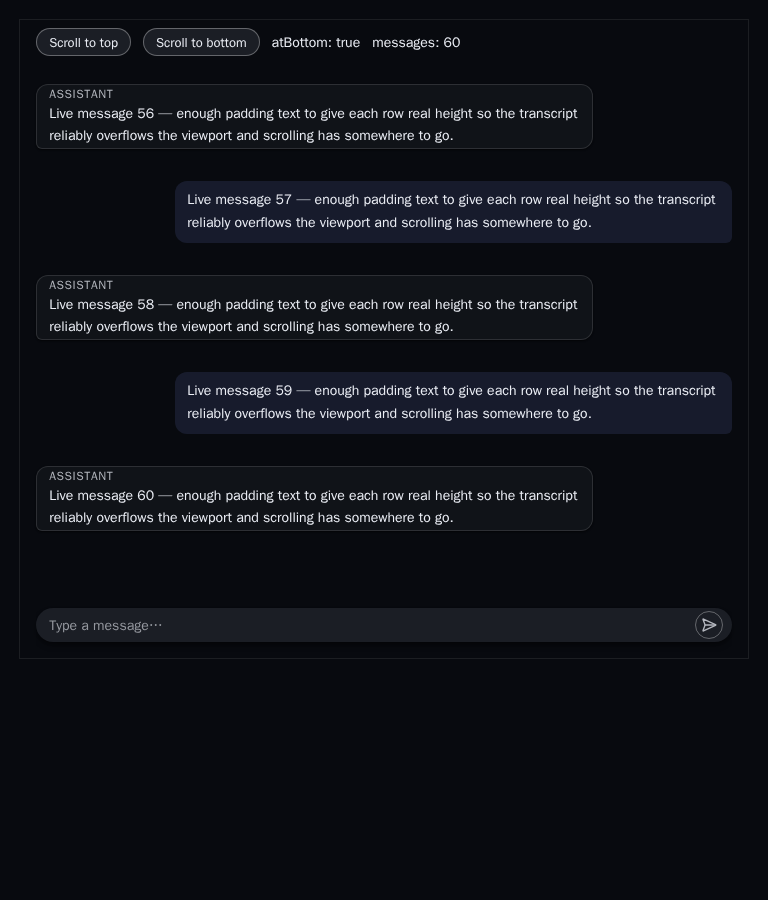 Scroll to top Scroll to bottom atBottom: true messages: 60
ASSISTANT
Live message 56 — enough padding text to give each row real height so the transcript
reliably overflows the viewport and scrolling has somewhere to go.
Live message 57 — enough padding text to give each row real height so the transcript
reliably overflows the viewport and scrolling has somewhere to go.
ASSISTANT
Live message 58 — enough padding text to give each row real height so the transcript
reliably overflows the viewport and scrolling has somewhere to go.
Live message 59 — enough padding text to give each row real height so the transcript
reliably overflows the viewport and scrolling has somewhere to go.
ASSISTANT
Live message 60 — enough padding text to give each row real height so the transcript
reliably overflows the viewport and scrolling has somewhere to go.
Type a message⋯